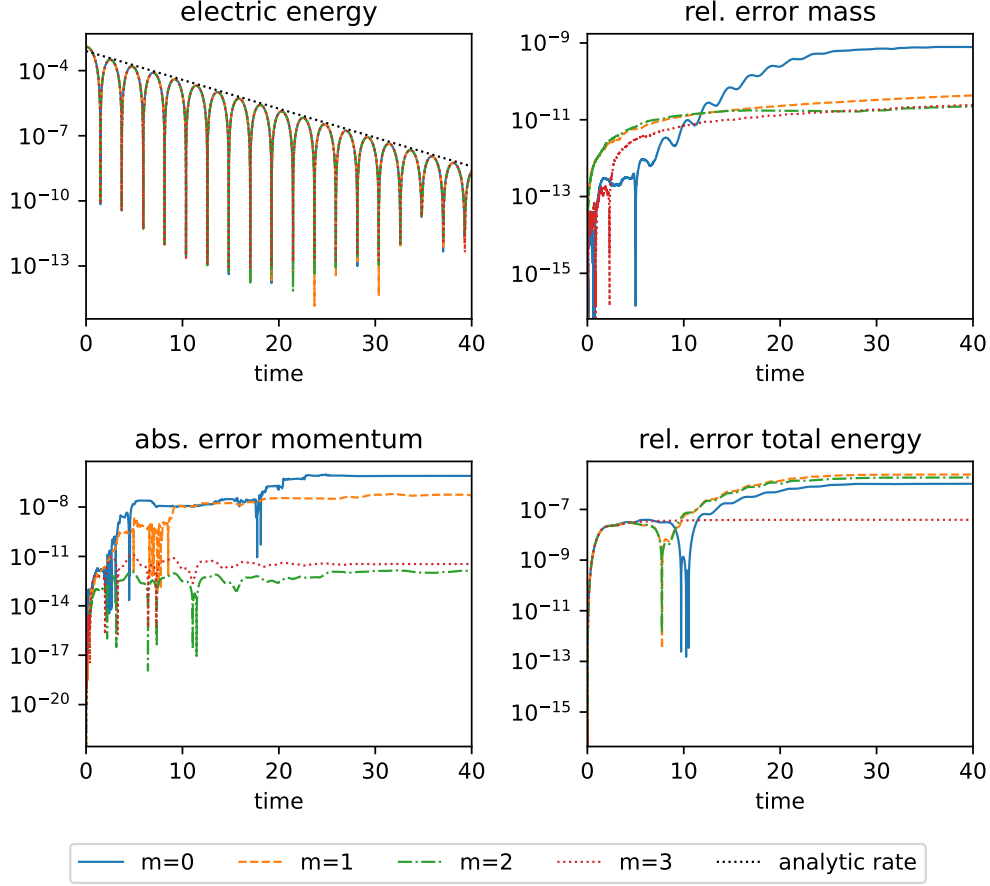 electric energy
10⁻⁴
10⁻⁷
10⁻¹⁰
10⁻¹³
0 10 20 30 40
time
rel. error mass
10⁻⁹
10⁻¹¹
10⁻¹³
10⁻¹⁵
0 10 20 30 40
time
abs. error momentum
10⁻⁸
10⁻¹¹
10⁻¹⁴
10⁻¹⁷
10⁻²⁰
0 10 20 30 40
time
rel. error total energy
10⁻⁷
10⁻⁹
10⁻¹¹
10⁻¹³
10⁻¹⁵
0 10 20 30 40
time
m=0 m=1 m=2 m=3 analytic rate